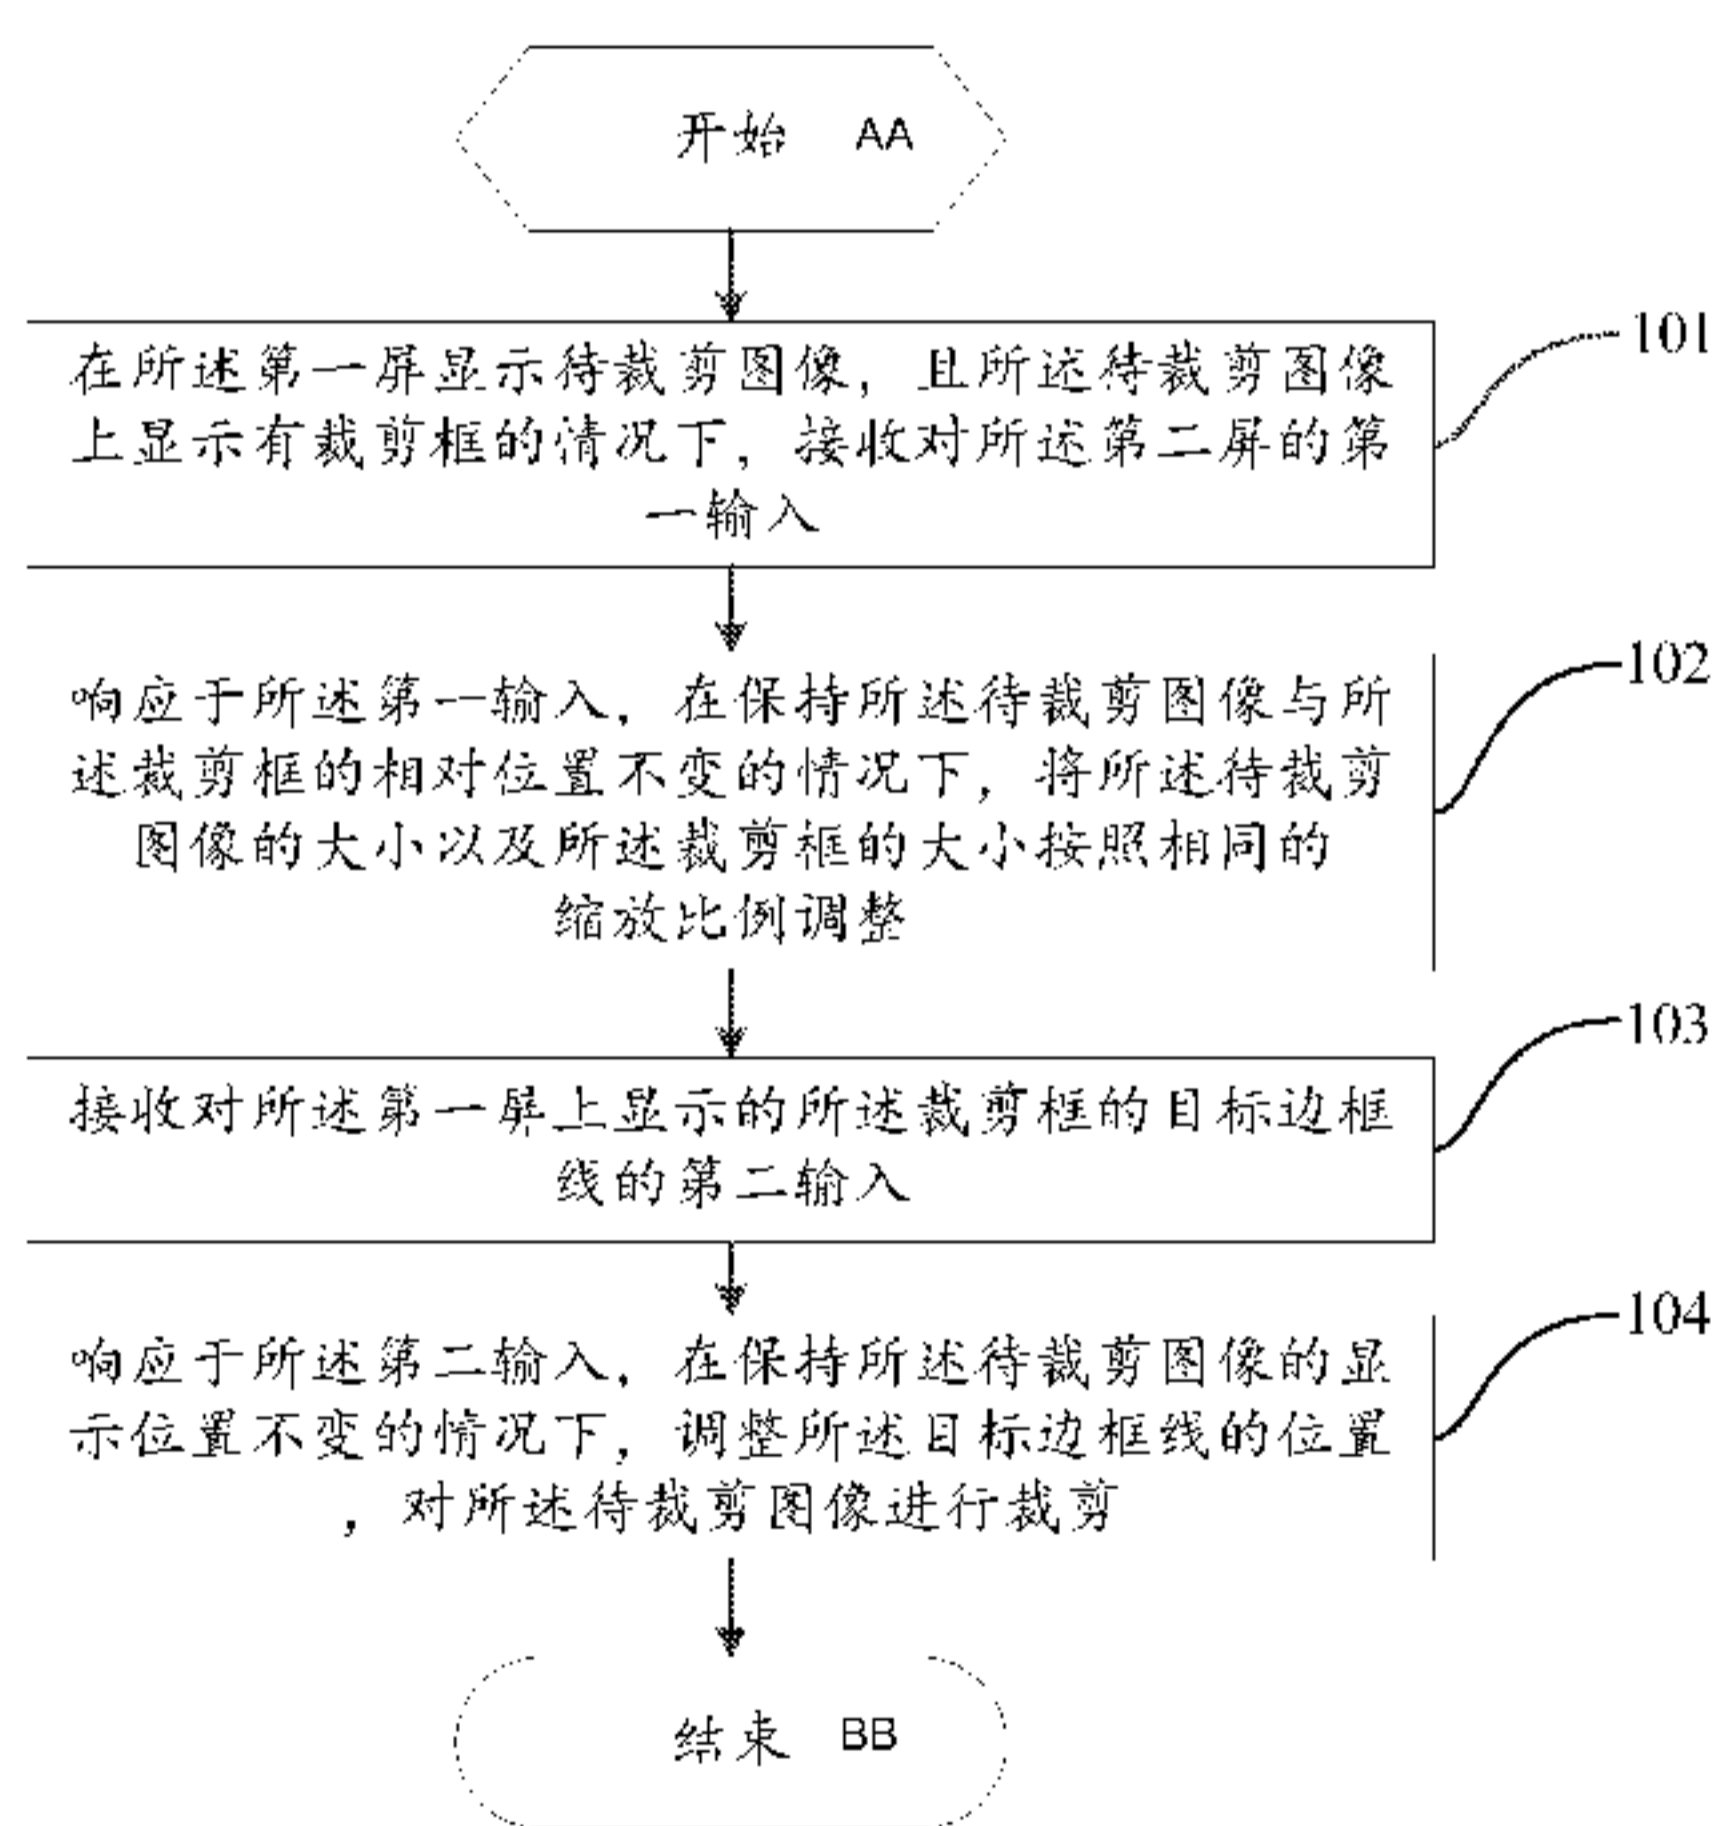 开始 AA
101
在所述第一屏显示待裁剪图像，且所述待裁剪图像
上显示有裁剪框的情况下，接收对所述第二屏的第
一输入
102
响应于所述第一输入，在保持所述待裁剪图像与所
述裁剪框的相对位置不变的情况下，将所述待裁剪
图像的大小以及所述裁剪框的大小按照相同的
缩放比例调整
103
接收对所述第一屏上显示的所述裁剪框的目标边框
线的第二输入
104
响应于所述第二输入，在保持所述待裁剪图像的显
示位置不变的情况下，调整所述目标边框线的位置
，对所述待裁剪图像进行裁剪
结束 BB